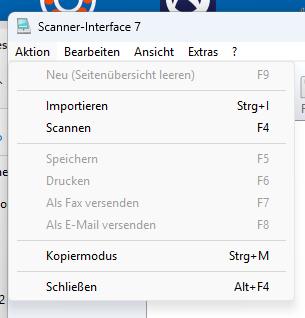 Scanner-Interface 7
Aktion Bearbeiten Ansicht Extras ?
Neu (Seitenübersicht leeren) F9
Importieren Strg+I
Scannen F4
Speichern F5
Drucken F6
Als Fax versenden F7
Als E-Mail versenden F8
Kopiermodus Strg+M
Schließen Alt+F4